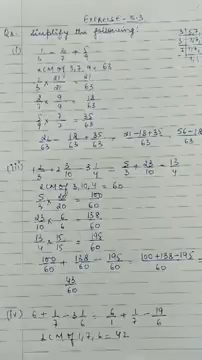 EXERCISE - 5.3
Q2. Simplify the following:
(i) 1/3 - 2/7 + 5/9
LCM of 3,7,9 = 63
1/3 × 21/21 = 21/63
2/7 × 9/9 = 18/63
5/9 × 7/7 = 35/63
21/63 - 18/63 + 35/63 = 21-18+35/63 = 56-18/63
(iii) 1 2/3 + 2 3/10 - 3 1/4 = 5/3 + 23/10 - 13/4
LCM of 3,10,4 = 60
5/3 × 20/20 = 100/60
23/10 × 6/6 = 138/60
13/4 × 15/15 = 195/60
100/60 + 138/60 - 195/60 = 100+138-195/60 =
43/60
(iv) 6 + 1/7 - 3 1/6 = 6/1 + 1/7 - 19/6
LCM of 1,7,6 = 42